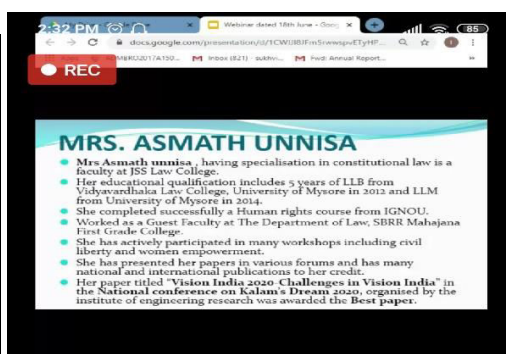 2:32 PM
Webinar dated 18th June - Goog
85
docs.google.com/presentation/d/
Inbox (821) - sukhvi...
Fwd: Annual Report...
REC
MRS. ASMATH UNNISA
Mrs Asmath unnisa , having specialisation in constitutional law is a
faculty at JSS Law College.
Her educational qualification includes 5 years of LLB from
Vidyavardhaka Law College, University of Mysore in 2012 and LLM
from University of Mysore in 2014.
She completed successfully a Human rights course from IGNOU.
Worked as a Guest Faculty at The Department of Law, SBRR Mahajana
First Grade College.
She has actively participated in many workshops including civil
liberty and women empowerment.
She has presented her papers in various forums and has many
national and international publications to her credit.
Her paper titled "Vision India 2020-Challenges in Vision India" in
the National conference on Kalam's Dream 2020, organised by the
institute of engineering research was awarded the Best paper.